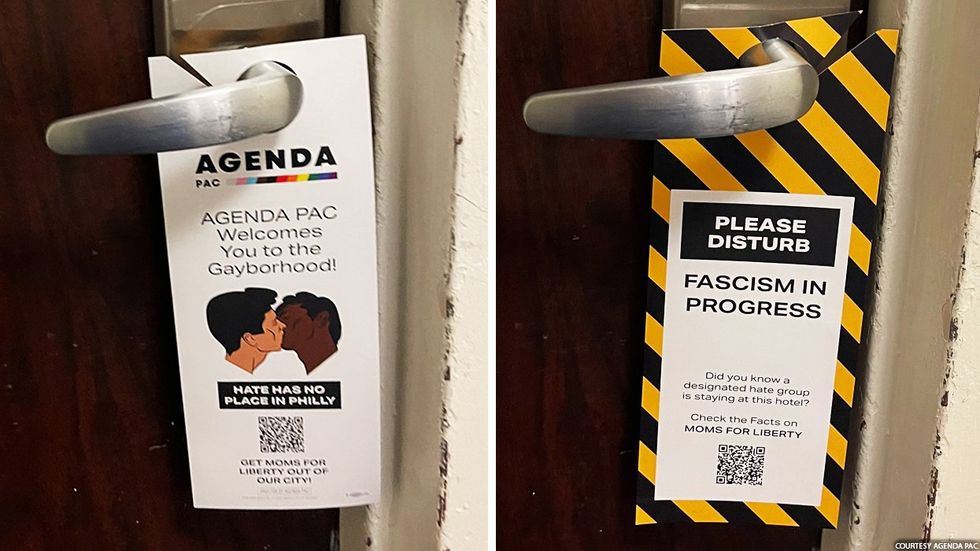 AGENDA
PAC
AGENDA PAC
Welcomes
You to the
Gayborhood!
HATE HAS NO
PLACE IN PHILLY
GET MOMS FOR
LIBERTY OUT OF
OUR CITY!
PLEASE
DISTURB
FASCISM IN
PROGRESS
Did you know a
designated hate group
is staying at this hotel?
Check the Facts on
MOMS FOR LIBERTY
COURTESY AGENDA PAC